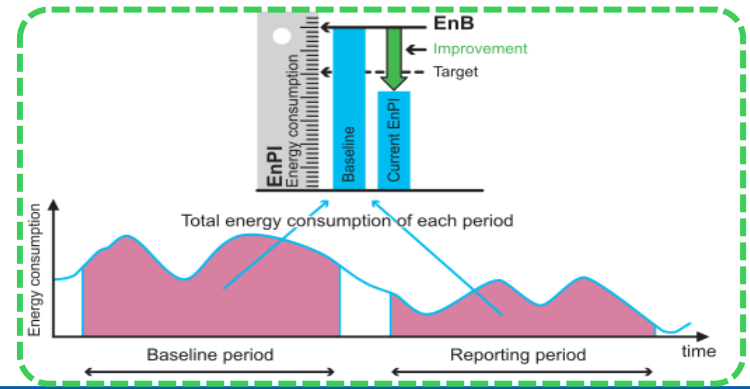 EnB
Improvement
Target
EnPI
Energy consumption
Baseline
Current EnPI
Total energy consumption of each period
Energy consumption
time
Baseline period
Reporting period